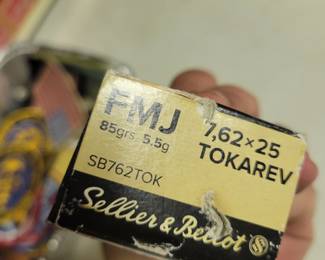 FMJ
85grs 5.5g
7,62×25
TOKAREV
SB762TOK
Sellier & Bellot